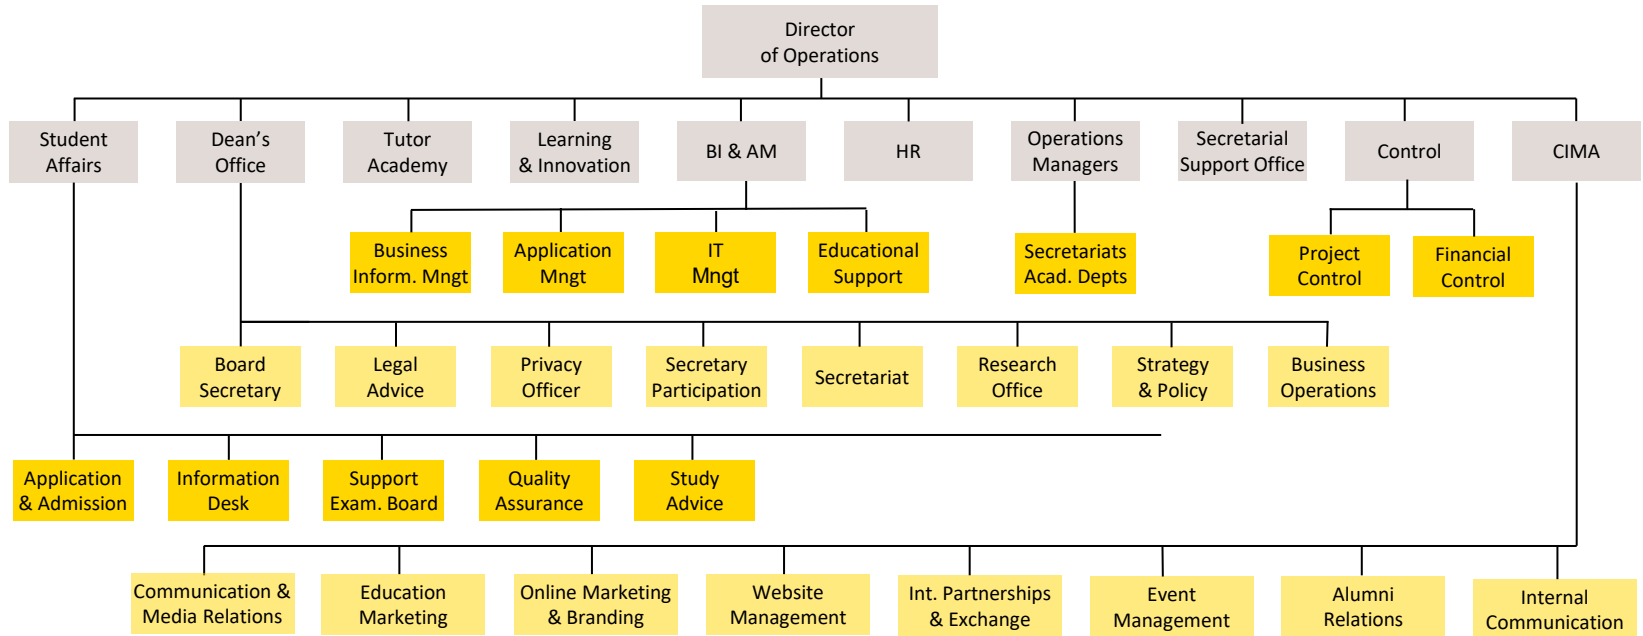 Director
of Operations
Student
Affairs
Dean's
Office
Tutor
Academy
Learning
& Innovation
BI & AM
HR
Operations
Managers
Secretarial
Support Office
Control
CIMA
Business
Inform. Mngt
Application
Mngt
IT
Mngt
Educational
Support
Secretariats
Acad. Depts
Project
Control
Financial
Control
Board
Secretary
Legal
Advice
Privacy
Officer
Secretary
Participation
Secretariat
Research
Office
Strategy
& Policy
Business
Operations
Application
& Admission
Information
Desk
Support
Exam. Board
Quality
Assurance
Study
Advice
Communication &
Media Relations
Education
Marketing
Online Marketing
& Branding
Website
Management
Int. Partnerships
& Exchange
Event
Management
Alumni
Relations
Internal
Communication